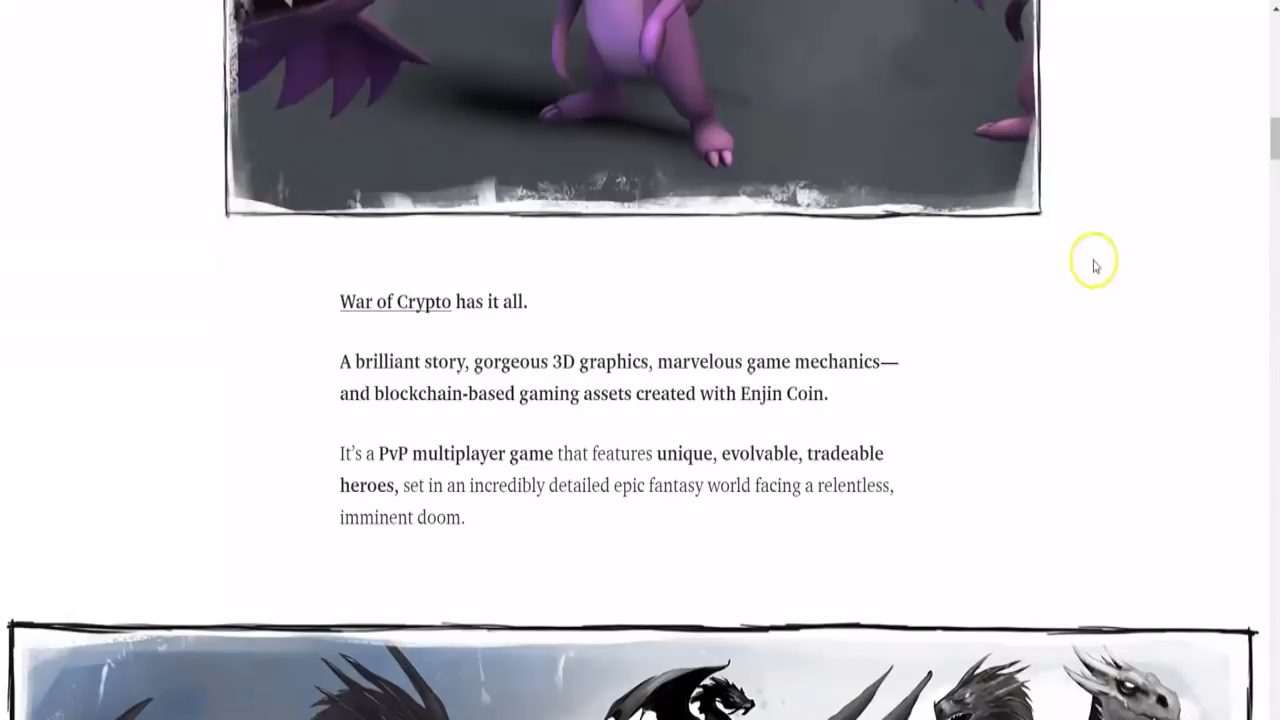 War of Crypto has it all.
A brilliant story, gorgeous 3D graphics, marvelous game mechanics—
and blockchain-based gaming assets created with Enjin Coin.
It’s a PvP multiplayer game that features unique, evolvable, tradeable
heroes, set in an incredibly detailed epic fantasy world facing a relentless,
imminent doom.